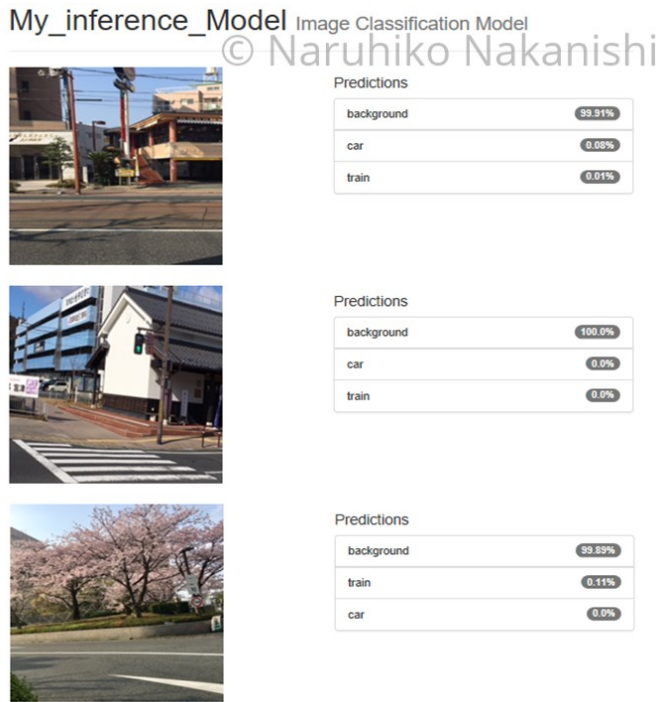 My_inference_Model Image Classification Model
© Naruhiko Nakanishi
Predictions
background 99.91%
car 0.08%
train 0.01%
Predictions
background 100.0%
car 0.0%
train 0.0%
Predictions
background 99.89%
train 0.11%
car 0.0%